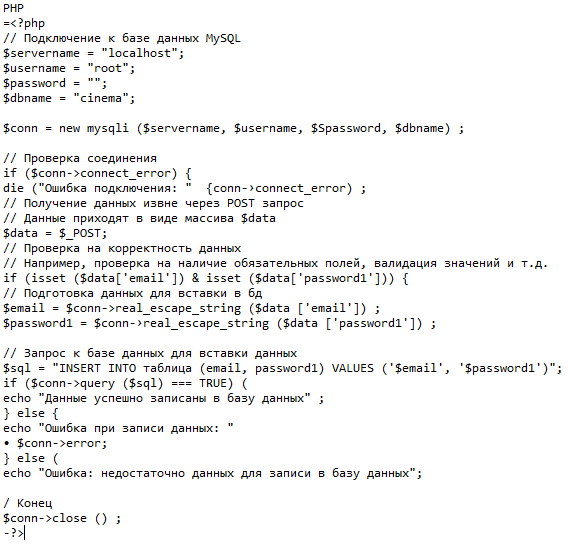 PHP
=<?php
// Подключение к базе данных MySQL
$servername = "localhost";
$username = "root";
$password = "";
$dbname = "cinema";
$conn = new mysqli ($servername, $username, $Spassword, $dbname) ;
// Проверка соединения
if ($conn->connect_error) {
die ("Ошибка подключения: "  {conn->connect_error) ;
// Получение данных извне через POST запрос
// Данные приходят в виде массива $data
$data = $_POST;
// Проверка на корректность данных
// Например, проверка на наличие обязательных полей, валидация значений и т.д.
if (isset ($data['email']) & isset ($data['password1'])) {
// Подготовка данных для вставки в бд
$email = $conn->real_escape_string ($data ['email']) ;
$password1 = $conn->real_escape_string ($data ['password1']) ;
// Запрос к базе данных для вставки данных
$sql = "INSERT INTO таблица (email, password1) VALUES ('$email', '$password1')";
if ($conn->query ($sql) === TRUE) (
echo "Данные успешно записаны в базу данных" ;
} else {
echo "Ошибка при записи данных: "
• $conn->error;
} else (
echo "Ошибка: недостаточно данных для записи в базу данных";
/ Конец
$conn->close () ;
-?>